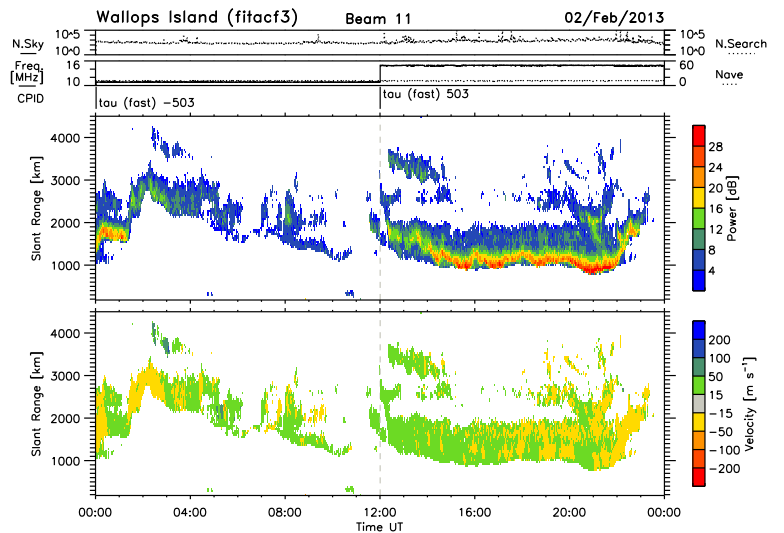 Wallops Island (fitacf3) Beam 11 02/Feb/2013
N.Sky 10^5 10^0 10^5 10^0 N.Search
Freq. [MHz] 16 10 60 0 Nave
CPID tau (fast) -503 tau (fast) 503
Slant Range [km] 4000 3000 2000 1000
28 24 20 16 12 8 4 Power [dB]
Slant Range [km] 4000 3000 2000 1000
200 100 50 15 -15 -50 -100 -200 Velocity [m s⁻¹]
00:00 04:00 08:00 12:00 16:00 20:00 00:00
Time UT